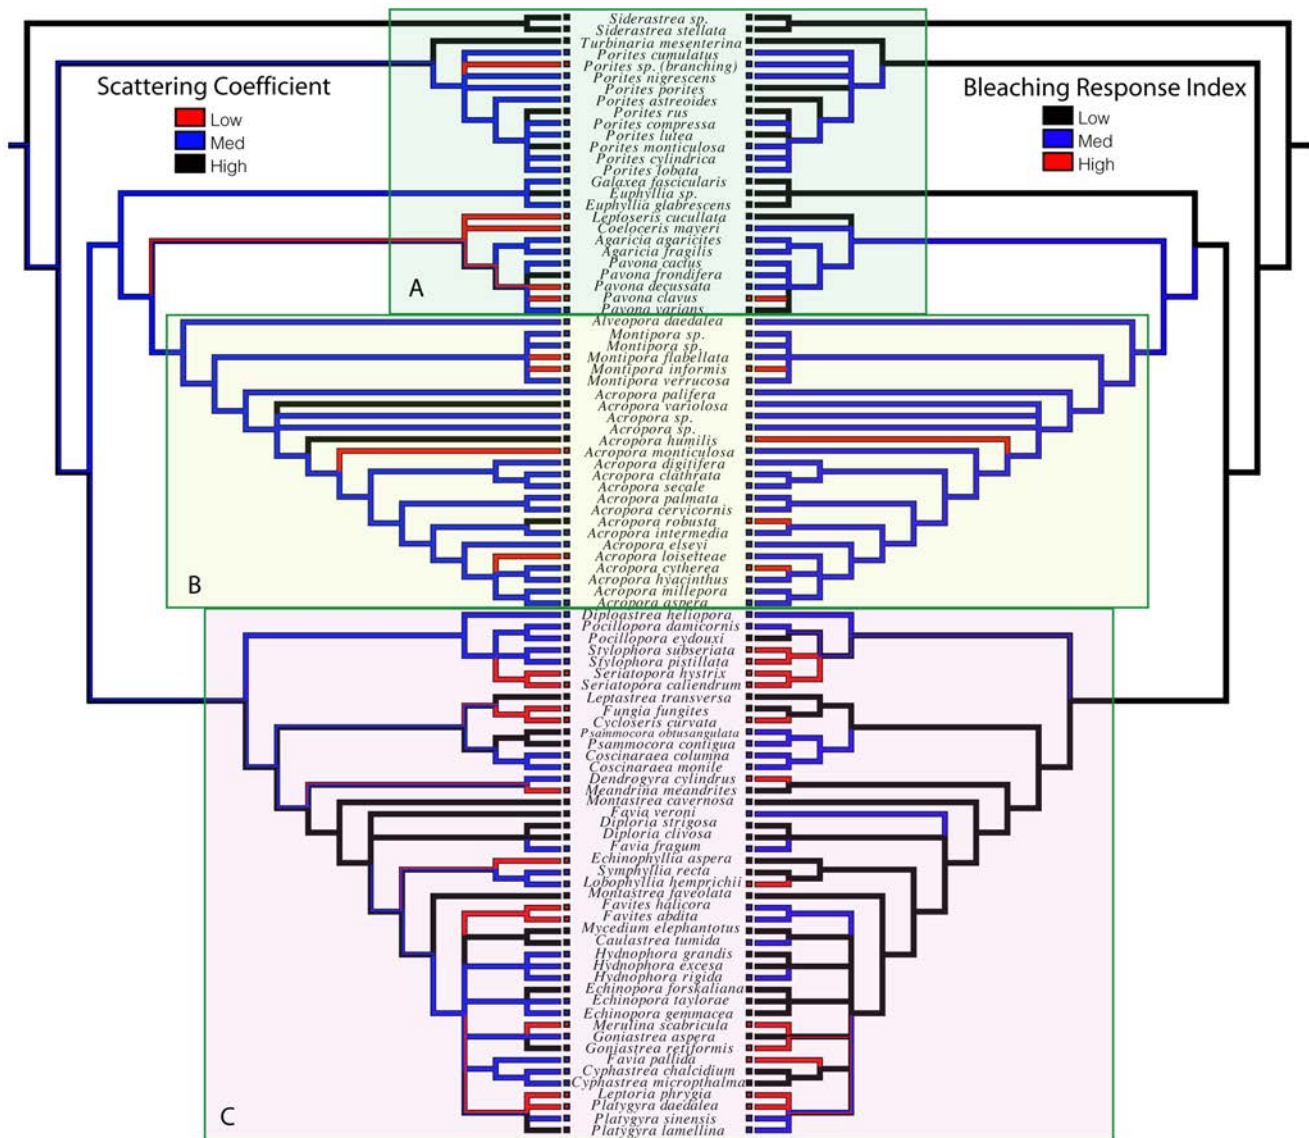 Siderastrea sp.
Siderastrea stellata
Turbinaria mesenterina
Porites cumulatus
Porites sp. (branching)
Porites nigrescens
Porites porites
Porites astreoides
Porites rus
Porites compressa
Porites lutea
Porites monticulosa
Porites cylindrica
Porites lobata
Galaxea fascicularis
Euphyllia sp.
Euphyllia glabrescens
Leptoseris cucullata
Coeloceris mayeri
Agaricia agaricites
Agaricia fragilis
Pavona cactus
Pavona frondifera
Pavona decussata
Pavona clavus
Pavona varians
Alveopora daedalea
Montipora sp.
Montipora sp.
Montipora flabellata
Montipora informis
Montipora verrucosa
Acropora palifera
Acropora variolosa
Acropora sp.
Acropora sp.
Acropora humilis
Acropora monticulosa
Acropora digitifera
Acropora clathrata
Acropora secale
Acropora palmata
Acropora cervicornis
Acropora robusta
Acropora intermedia
Acropora elseyi
Acropora loisetteae
Acropora cytherea
Acropora hyacinthus
Acropora millepora
Acropora aspera
Diploastrea heliopora
Pocillopora damicornis
Pocillopora eydouxi
Stylophora subseriata
Stylophora pistillata
Seriatopora hystrix
Seriatopora caliendrum
Leptastrea transversa
Fungia fungites
Cycloseris curvata
Psammocora obtusangulata
Psammocora contigua
Coscinaraea columna
Coscinaraea monile
Dendrogyra cylindrus
Meandrina meandrites
Montastrea cavernosa
Favia veroni
Diploria strigosa
Diploria clivosa
Favia fragum
Echinophyllia aspera
Symphyllia recta
Lobophyllia hemprichii
Montastrea faveolata
Favites halicora
Favites abdita
Mycedium elephantotus
Caulastrea tumida
Hydnophora grandis
Hydnophora excesa
Hydnophora rigida
Echinopora forskaliana
Echinopora taylorae
Echinopora gemmacea
Merulina scabricula
Goniastrea aspera
Goniastrea retiformis
Favia pallida
Cyphastrea chalcidium
Cyphastrea micropthalma
Leptoria phrygia
Platygyra daedalea
Platygyra sinensis
Platygyra lamellina
Scattering Coefficient
Low
Med
High
Bleaching Response Index
Low
Med
High
A
B
C